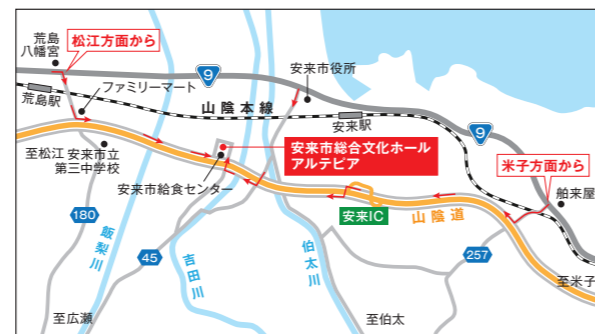 荒島
八幡宮
松江方面から
9
安来市役所
荒島駅
ファミリーマート
山陰本線
安来駅
9
至松江
安来市立
第三中学校
安来市総合文化ホール
アルテピア
安来市給食センター
米子方面から
舶来屋
180
飯梨川
45
吉田川
伯太川
安来IC
山陰道
257
至米子
至広瀬
至伯太